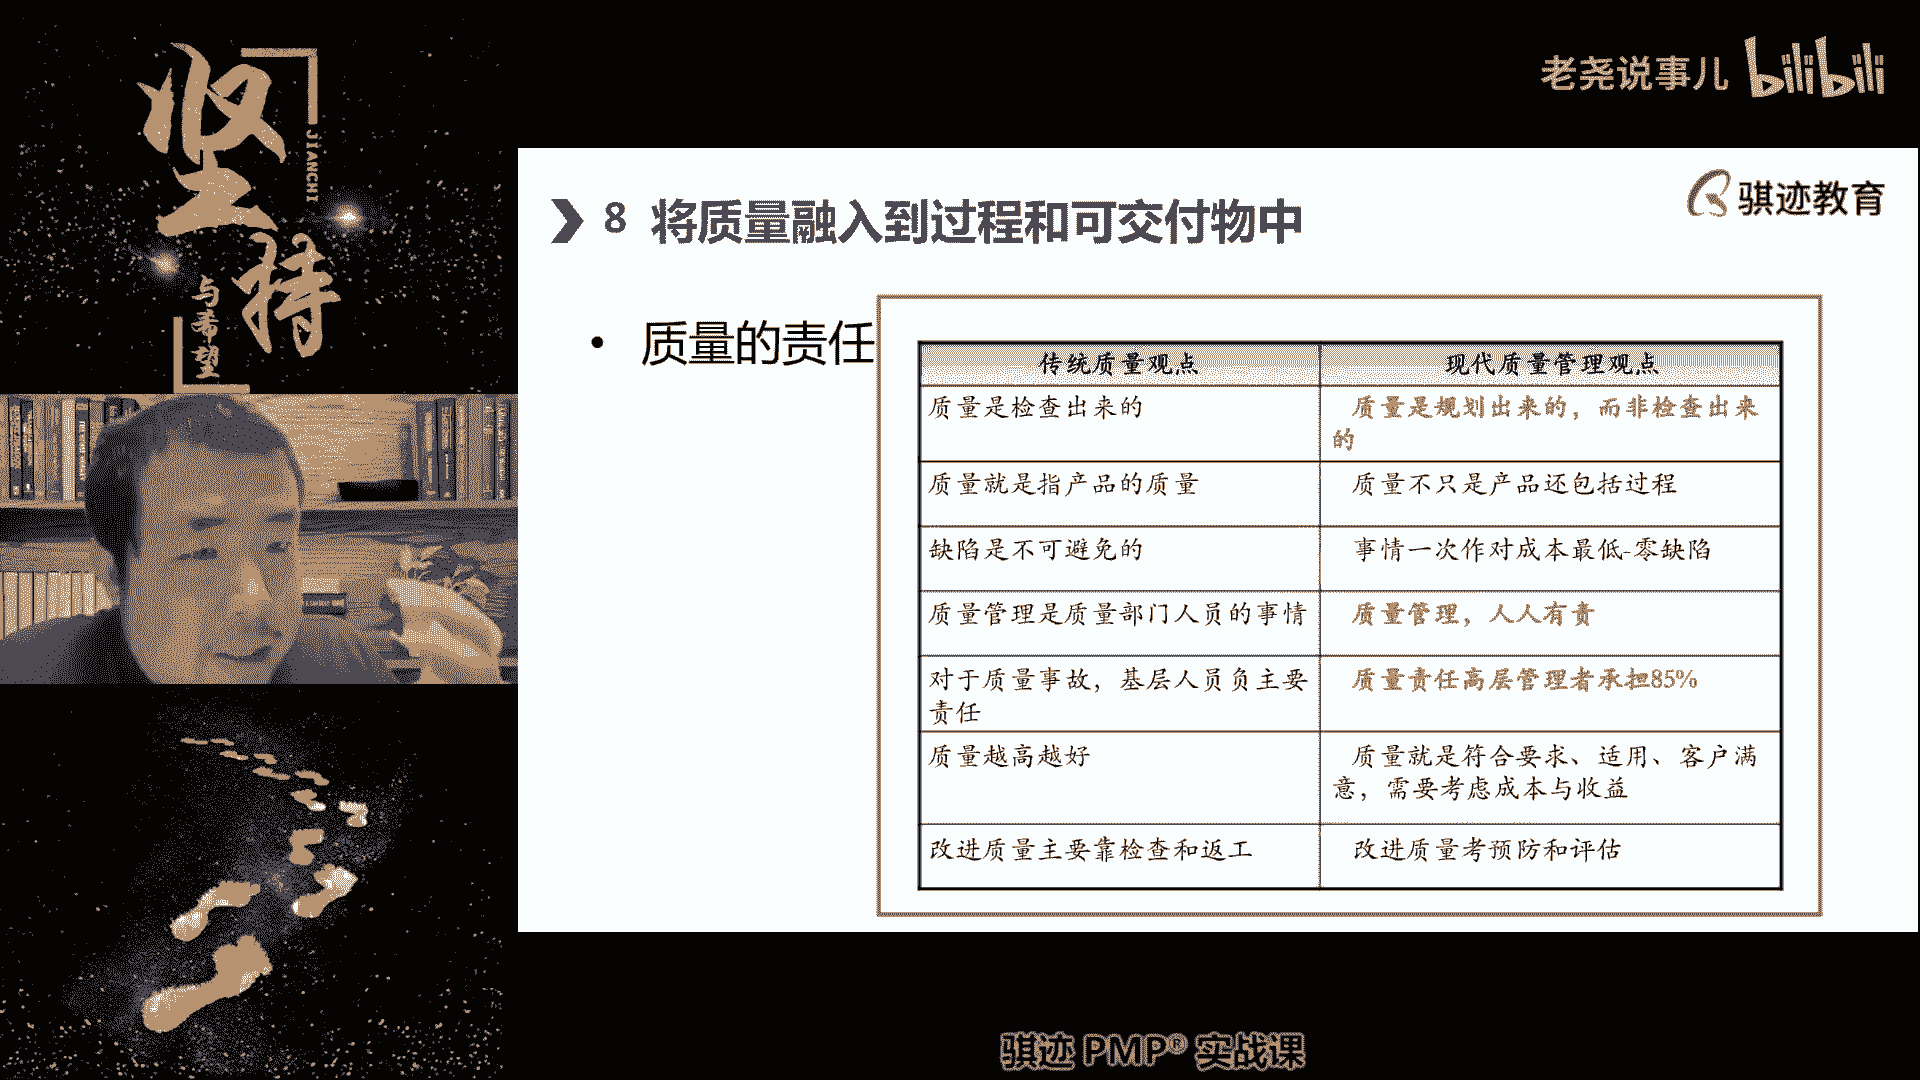 坚持
JIANCHI
与希望
老尧说事儿 bilibili
骐迹教育
8 将质量融入到过程和可交付物中
• 质量的责任
传统质量观点 现代质量管理观点
质量是检查出来的 质量是规划出来的，而非检查出来
的
质量就是指产品的质量 质量不只是产品还包括过程
缺陷是不可避免的 事情一次作对成本最低-零缺陷
质量管理是质量部门人员的事情 质量管理，人人有责
对于质量事故，基层人员负主要 质量责任高层管理者承担85%
责任
质量越高越好 质量就是符合要求、适用、客户满
意，需要考虑成本与收益
改进质量主要靠检查和返工 改进质量考预防和评估
骐迹 PMP® 实战课